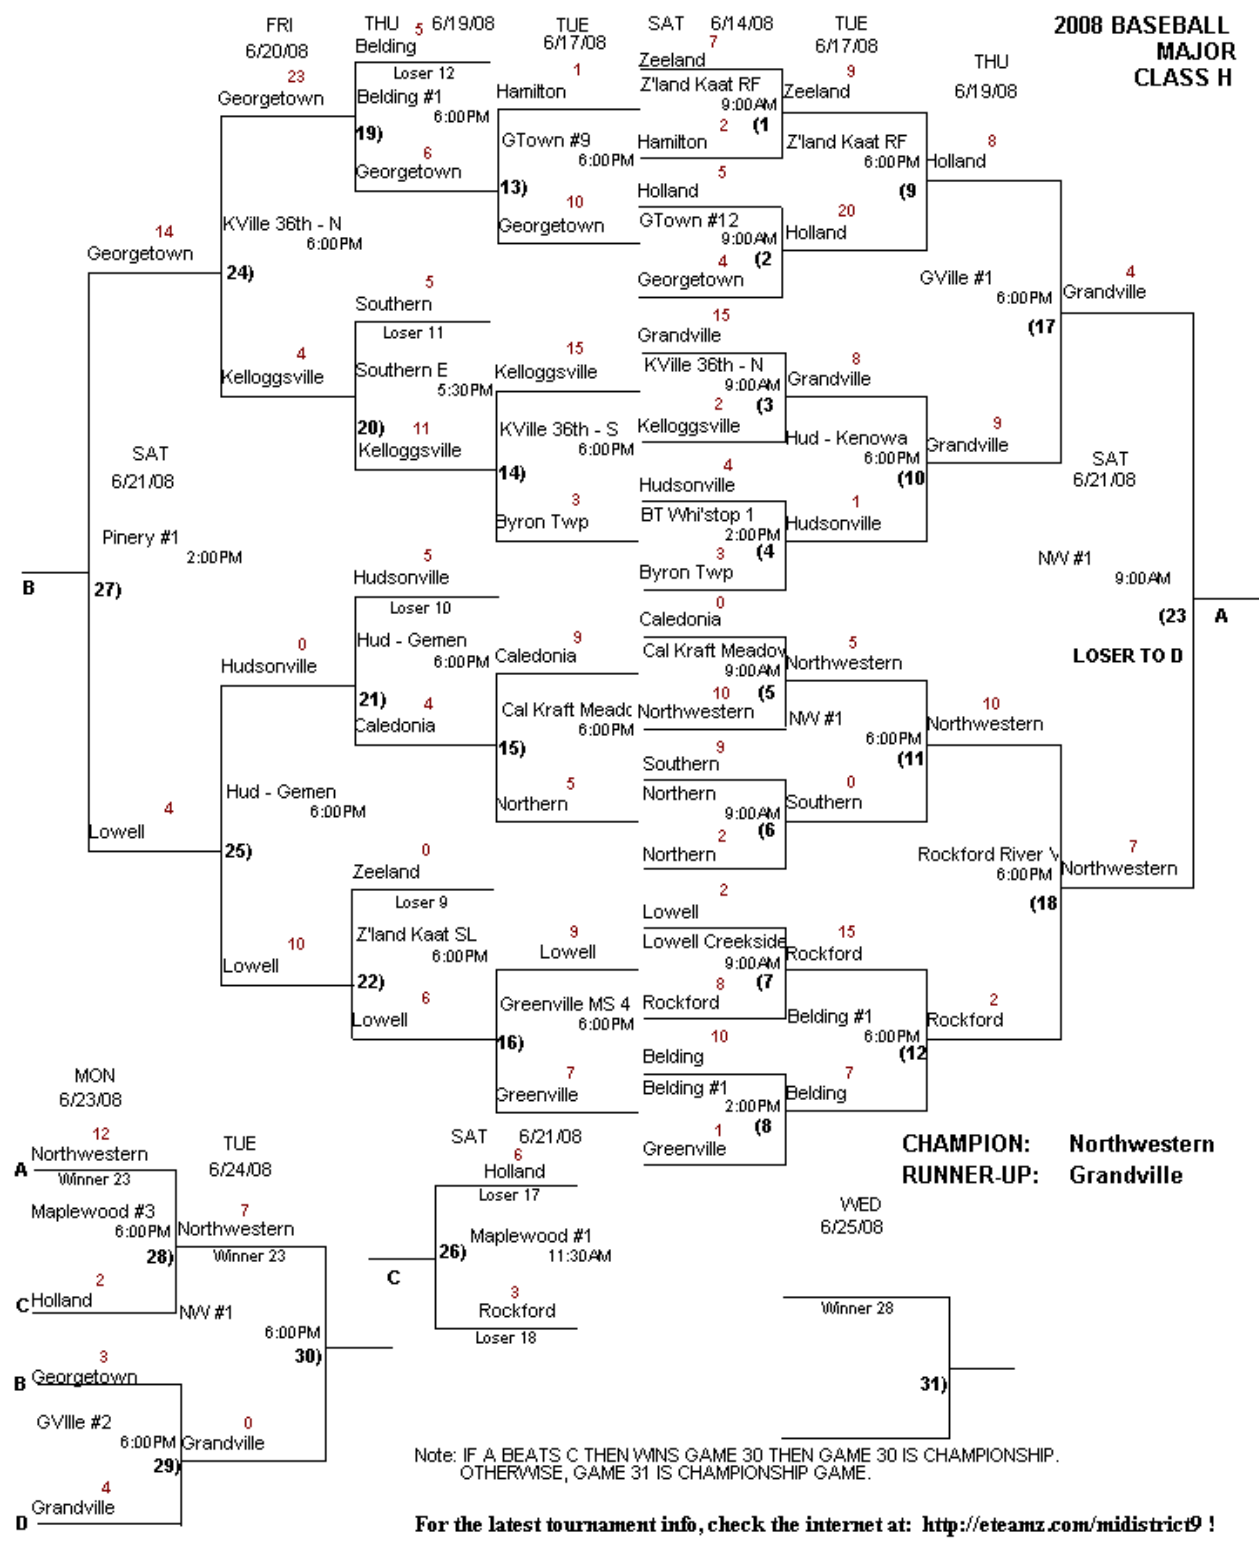 2008 BASEBALL
MAJOR
CLASS H
FRI
6/20/08
THU 6/19/08
TUE
6/17/08
SAT 6/14/08
TUE
6/17/08
THU
6/19/08
5
Belding
Loser 12
Belding #1
6:00PM
19)
6
Georgetown
23
Georgetown
KVille 36th - N
6:00PM
24)
14
Georgetown
5
Southern
Loser 11
Southern E
5:30PM
20)
11
Kelloggsville
4
Kelloggsville
SAT
6/21/08
Pinery #1
2:00PM
B
27)
5
Hudsonville
Loser 10
Hud - Gemen
6:00PM
21)
4
Caledonia
0
Hudsonville
Hud - Gemen
6:00PM
25)
4
Lowell
0
Zeeland
Loser 9
Z'land Kaat SL
6:00PM
22)
6
Lowell
10
Lowell
1
Hamilton
GTown #9
6:00PM
13)
10
Georgetown
15
Kelloggsville
KVille 36th - S
6:00PM
14)
3
Byron Twp
9
Caledonia
Cal Kraft Meadc
6:00PM
15)
5
Northern
9
Lowell
Greenville MS 4
6:00PM
16)
7
Greenville
7
Zeeland
Z'land Kaat RF
9:00AM
(1
2
Hamilton
5
Holland
GTown #12
9:00AM
(2
4
Georgetown
15
Grandville
KVille 36th - N
9:00AM
(3
2
Kelloggsville
4
Hudsonville
BT Whi'stop 1
2:00PM
(4
3
Byron Twp
0
Caledonia
Cal Kraft Meadov
9:00AM
(5
10
Northwestern
9
Southern
Northern
9:00AM
(6
2
Northern
2
Lowell
Lowell Creekside
9:00AM
(7
8
Rockford
10
Belding
Belding #1
2:00PM
(8
1
Greenville
9
Zeeland
Z'land Kaat RF
6:00PM
(9
20
Holland
8
Grandville
Hud - Kenowa
6:00PM
(10
1
Hudsonville
5
Northwestern
NW #1
6:00PM
(11
0
Southern
15
Rockford
Belding #1
6:00PM
(12
7
Belding
8
Holland
GVille #1
6:00PM
(17
9
Grandville
10
Northwestern
Rockford River
6:00PM
(18
2
Rockford
4
Grandville
SAT
6/21/08
NW #1
9:00AM
(23 A
LOSER TO D
7
Northwestern
MON
6/23/08
12
Northwestern
A
Winner 23
Maplewood #3
6:00PM
28)
2
C Holland
TUE
6/24/08
7
Northwestern
Winner 23
NW #1
6:00PM
30)
3
B Georgetown
GVIlle #2
6:00PM
29)
4
Grandville
D
0
Grandville
SAT 6/21/08
6
Holland
Loser 17
Maplewood #1
26)
11:30AM
C
3
Rockford
Loser 18
CHAMPION: Northwestern
RUNNER-UP: Grandville
WED
6/25/08
Winner 28
31)
Note: IF A BEATS C THEN WINS GAME 30 THEN GAME 30 IS CHAMPIONSHIP.
OTHERWISE, GAME 31 IS CHAMPIONSHIP GAME.
For the latest tournament info, check the internet at: http://eteamz.com/midistrict9 !